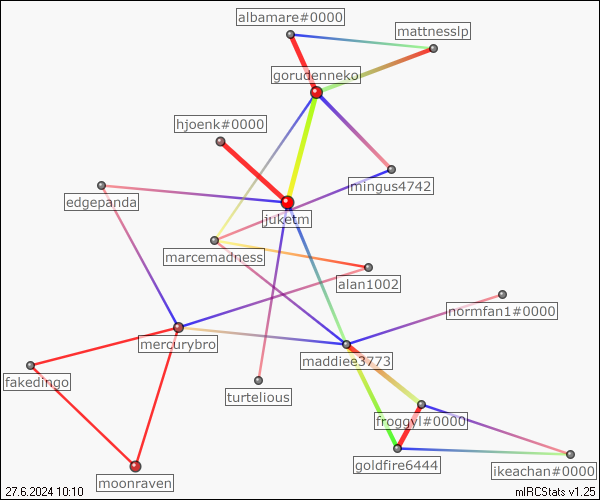 albamare#0000
mattnesslp
gorudenneko
hjoenk#0000
mingus4742
edgepanda
juketm
marcemadness
alan1002
normfan1#0000
mercurybro
maddiee3773
fakedingo
turtelious
froggyl#0000
goldfire6444
ikeachan#0000
moonraven
27.6.2024 10:10
mIRCStats v1.25